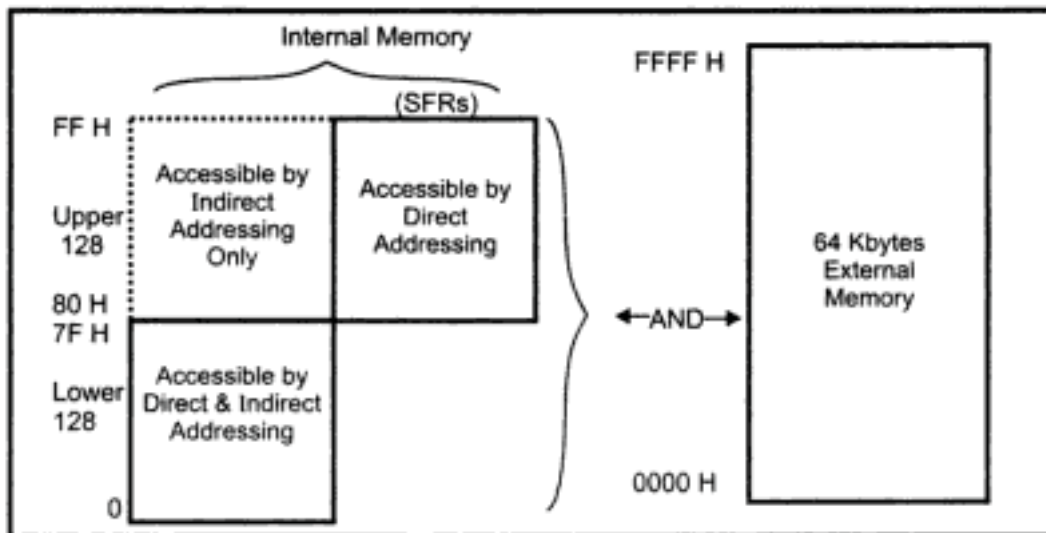 Internal Memory
(SFRs)
FF H
Accessible by
Indirect
Addressing
Only
Accessible by
Direct
Addressing
Upper
128
80 H
7F H
Lower
128
Accessible by
Direct & Indirect
Addressing
0
AND
FFFF H
64 Kbytes
External
Memory
0000 H